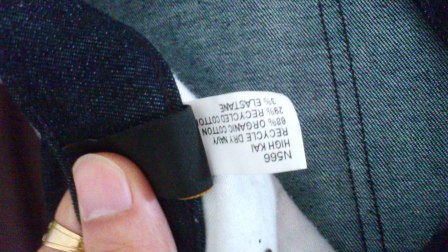 N566
HIGH KAI
RECYCLE DRY NAVY
68% ORGANIC COTTON
29% RECYCLED COTTON
3% ELASTANE